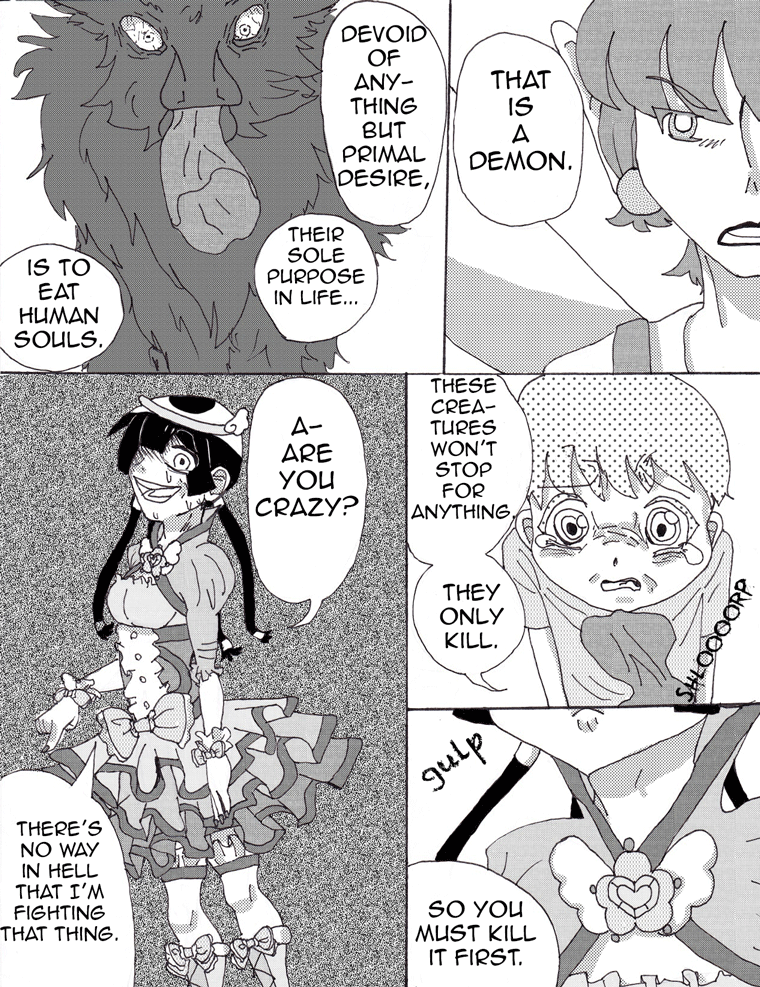 THAT
IS
A
DEMON.
DEVOID
OF
ANY-
THING
BUT
PRIMAL
DESIRE,
THEIR
SOLE
PURPOSE
IN LIFE...
IS TO
EAT
HUMAN
SOULS.
THESE
CREA-
TURES
WON'T
STOP
FOR
ANYTHING.
THEY
ONLY
KILL.
SHLOOOORP
gulp
SO YOU
MUST KILL
IT FIRST.
A-
ARE
YOU
CRAZY?
THERE'S
NO WAY
IN HELL
THAT I'M
FIGHTING
THAT THING.